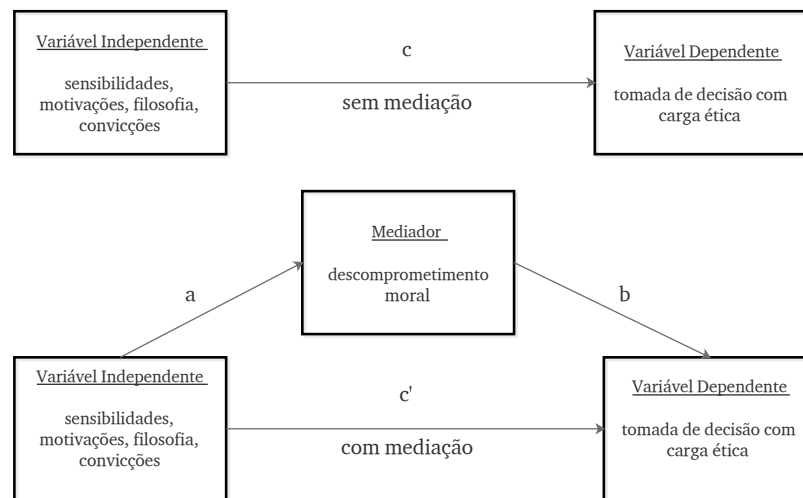 Variável Independente
sensibilidades,
motivações, filosofia,
convicções
c
sem mediação
Variável Dependente
tomada de decisão com
carga ética
Mediador
descomprometimento
moral
a
b
Variável Independente
sensibilidades,
motivações, filosofia,
convicções
c'
com mediação
Variável Dependente
tomada de decisão com
carga ética